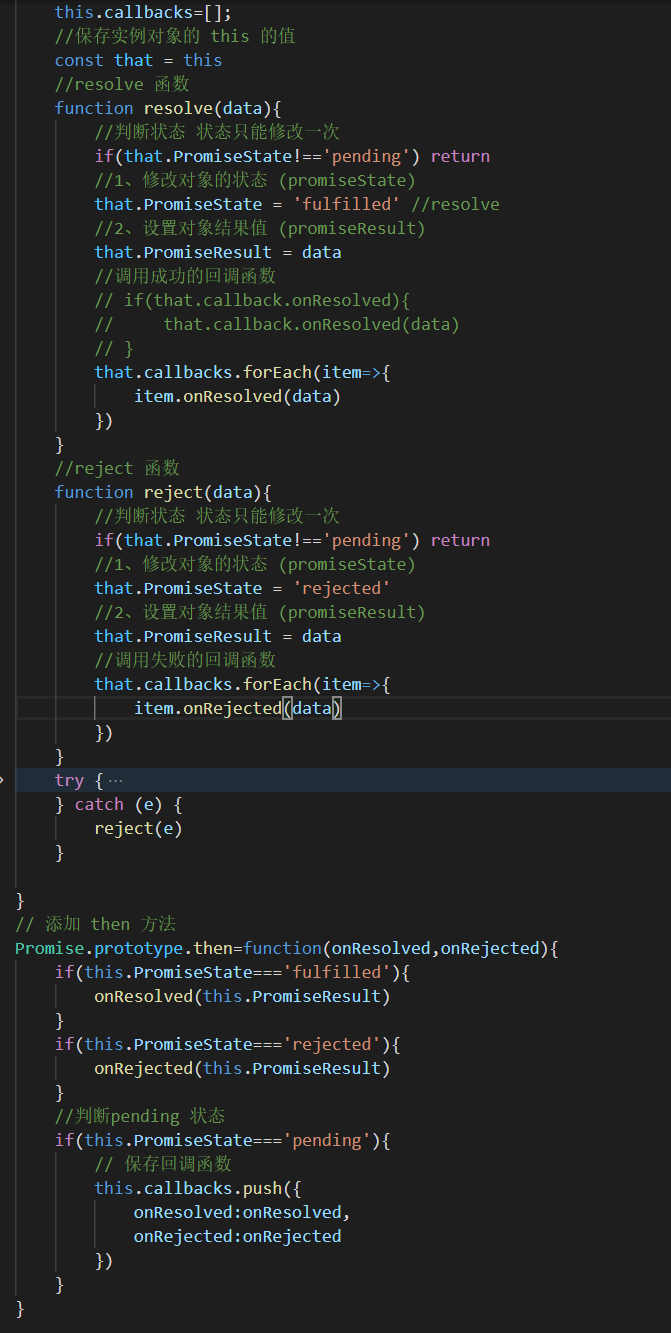 this.callbacks=[];
//保存实例对象的 this 的值
const that = this
//resolve 函数
function resolve(data){
//判断状态 状态只能修改一次
if(that.PromiseState!=='pending') return
//1、修改对象的状态 (promiseState)
that.PromiseState = 'fulfilled' //resolve
//2、设置对象结果值 (promiseResult)
that.PromiseResult = data
//调用成功的回调函数
// if(that.callback.onResolved){
//     that.callback.onResolved(data)
// }
that.callbacks.forEach(item=>{
item.onResolved(data)
})
}
//reject 函数
function reject(data){
//判断状态 状态只能修改一次
if(that.PromiseState!=='pending') return
//1、修改对象的状态 (promiseState)
that.PromiseState = 'rejected'
//2、设置对象结果值 (promiseResult)
that.PromiseResult = data
//调用失败的回调函数
that.callbacks.forEach(item=>{
item.onRejected(data)
})
}
try {…
} catch (e) {
reject(e)
}
}
// 添加 then 方法
Promise.prototype.then=function(onResolved,onRejected){
if(this.PromiseState==='fulfilled'){
onResolved(this.PromiseResult)
}
if(this.PromiseState==='rejected'){
onRejected(this.PromiseResult)
}
//判断pending 状态
if(this.PromiseState==='pending'){
// 保存回调函数
this.callbacks.push({
onResolved:onResolved,
onRejected:onRejected
})
}
}